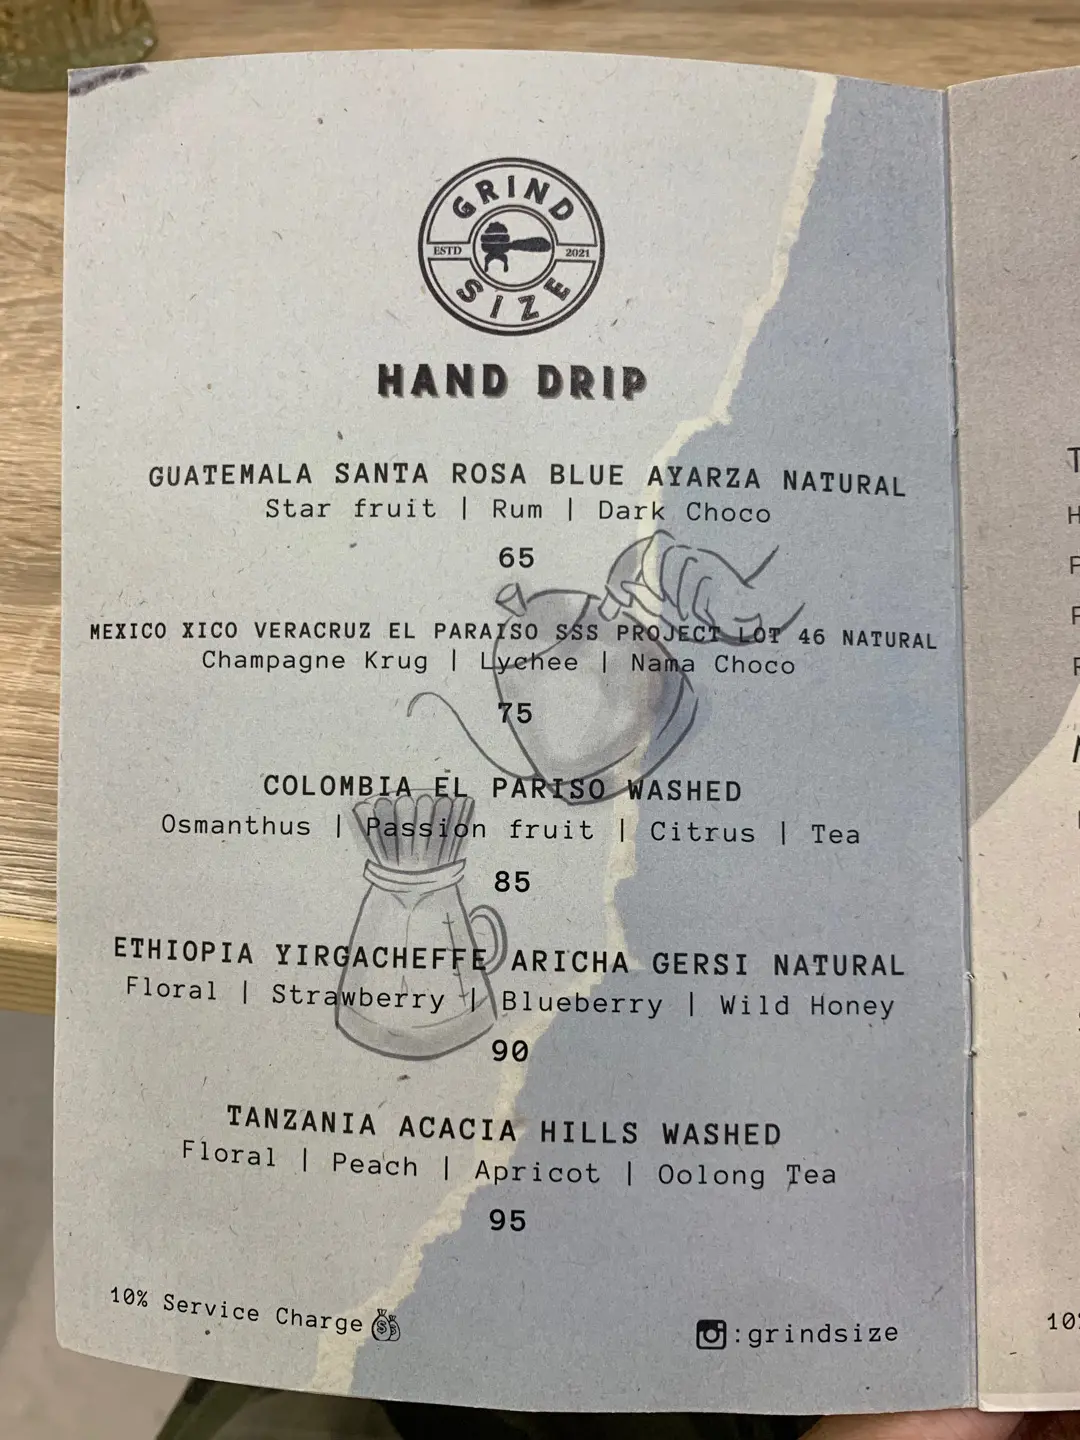 GRIND
ESTD 2021
SIZE
HAND DRIP
GUATEMALA SANTA ROSA BLUE AYARZA NATURAL
Star fruit | Rum | Dark Choco
65
MEXICO XICO VERACRUZ EL PARAISO SSS PROJECT LOT 46 NATURAL
Champagne Krug | Lychee | Nama Choco
75
COLOMBIA EL PARISO WASHED
Osmanthus | Passion fruit | Citrus | Tea
85
ETHIOPIA YIRGACHEFFE ARICHA GERSI NATURAL
Floral | Strawberry | Blueberry | Wild Honey
90
TANZANIA ACACIA HILLS WASHED
Floral | Peach | Apricot | Oolong Tea
95
10% Service Charge
:grindsize